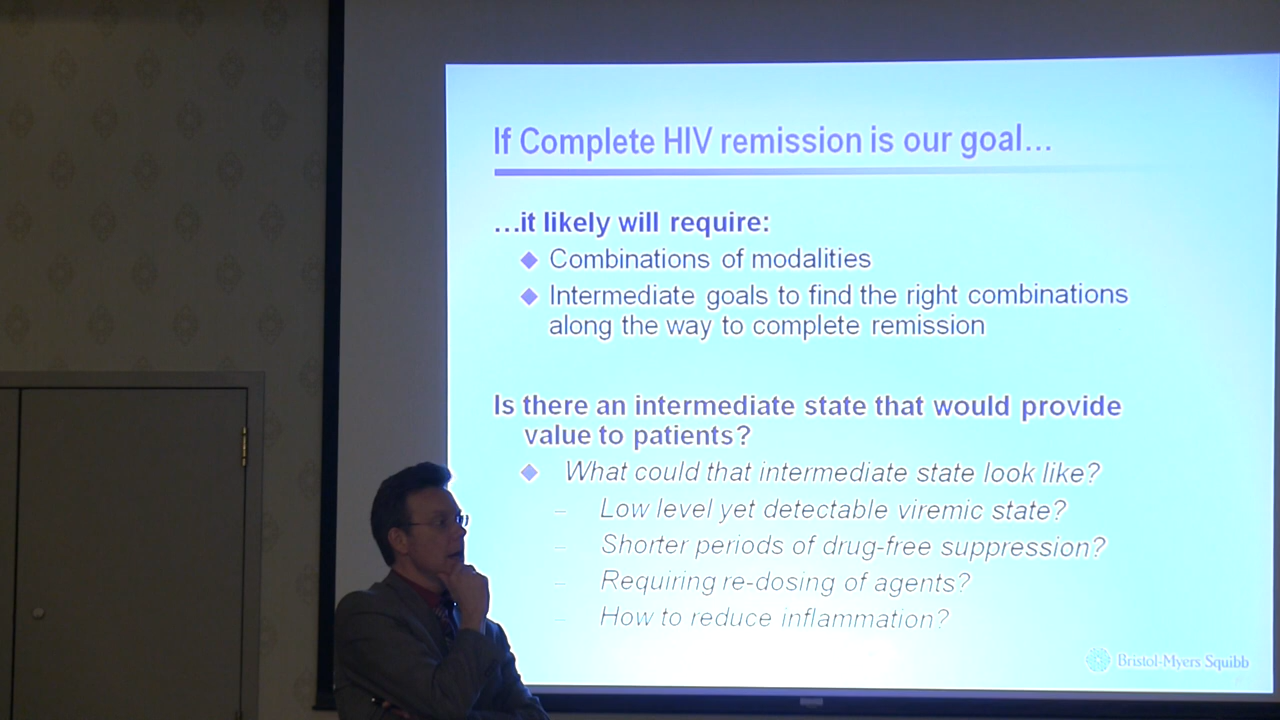 If Complete HIV remission is our goal...
...it likely will require:
Combinations of modalities
Intermediate goals to find the right combinations
along the way to complete remission
Is there an intermediate state that would provide
value to patients?
What could that intermediate state look like?
– Low level yet detectable viremic state?
– Shorter periods of drug-free suppression?
– Requiring re-dosing of agents?
– How to reduce inflammation?
Bristol-Myers Squibb